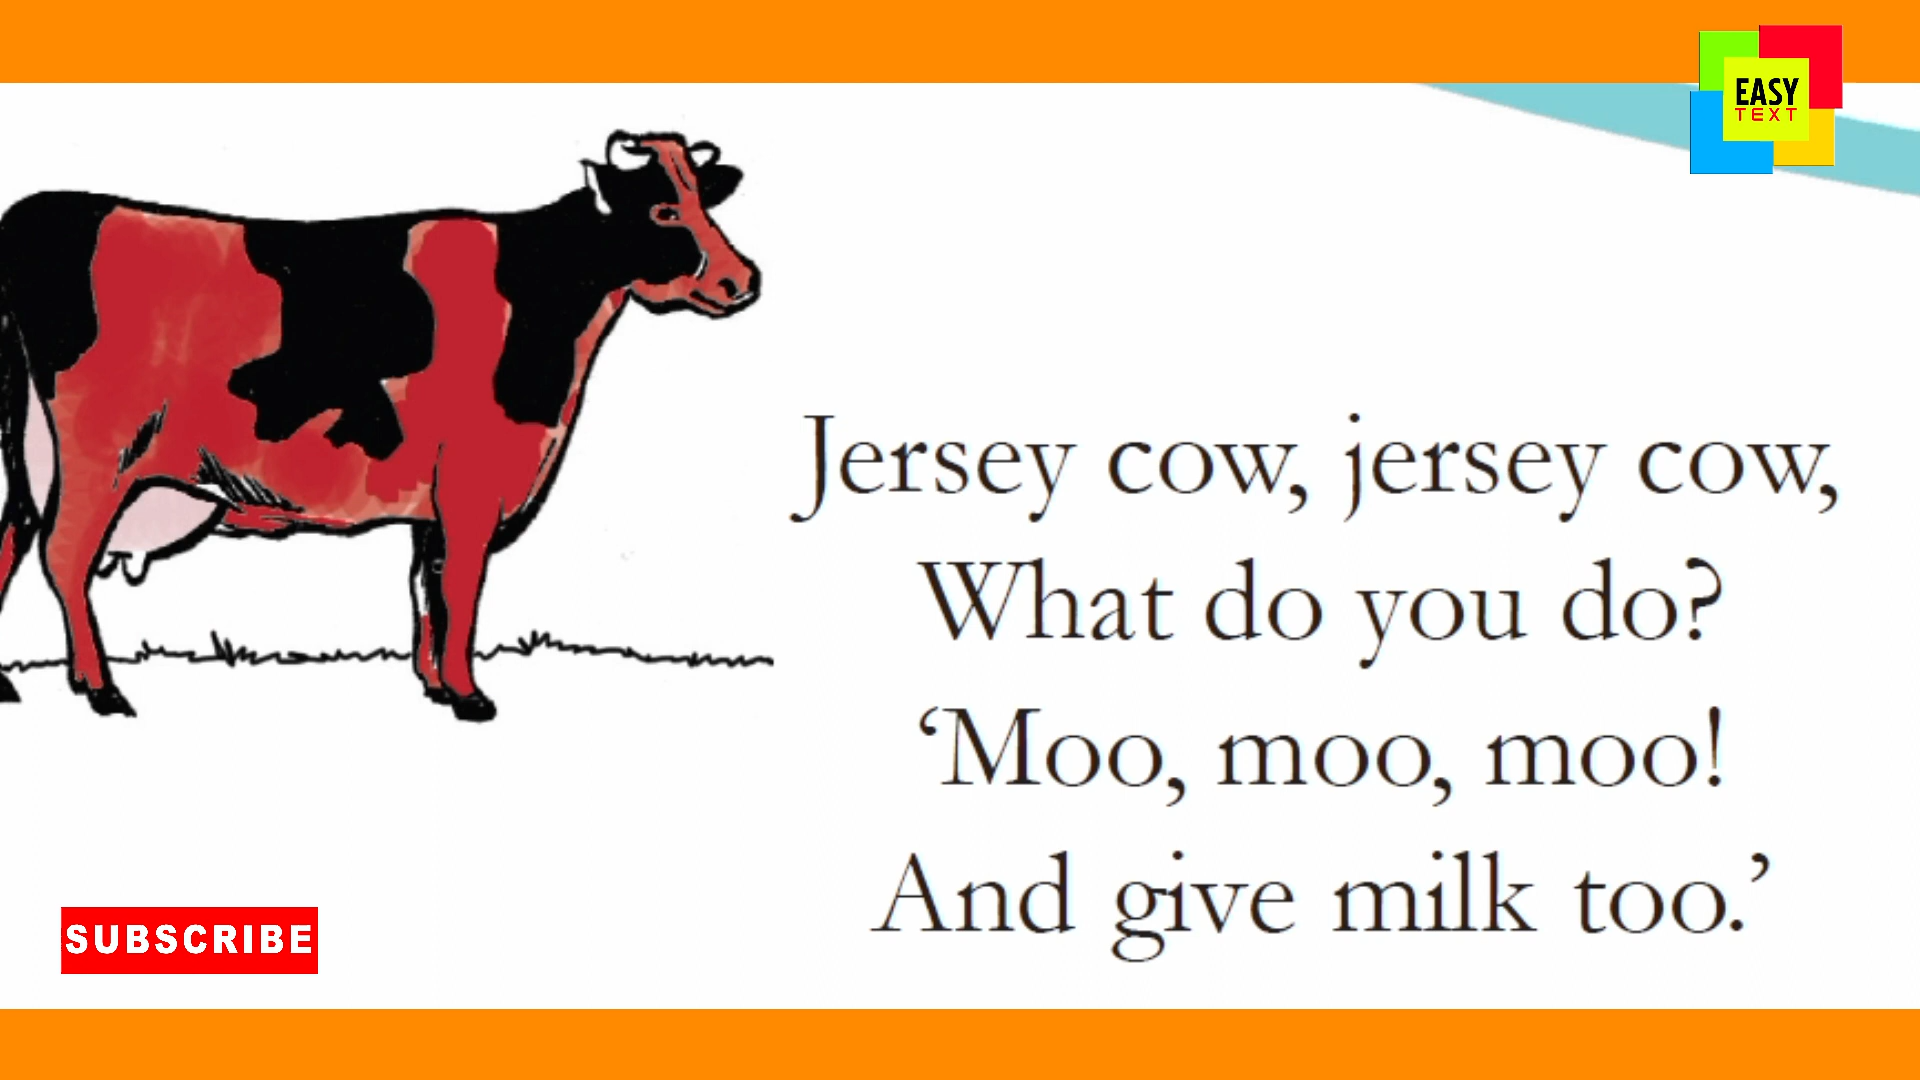 EASY
TEXT
Jersey cow, jersey cow,
What do you do?
‘Moo, moo, moo!
And give milk too.’
SUBSCRIBE